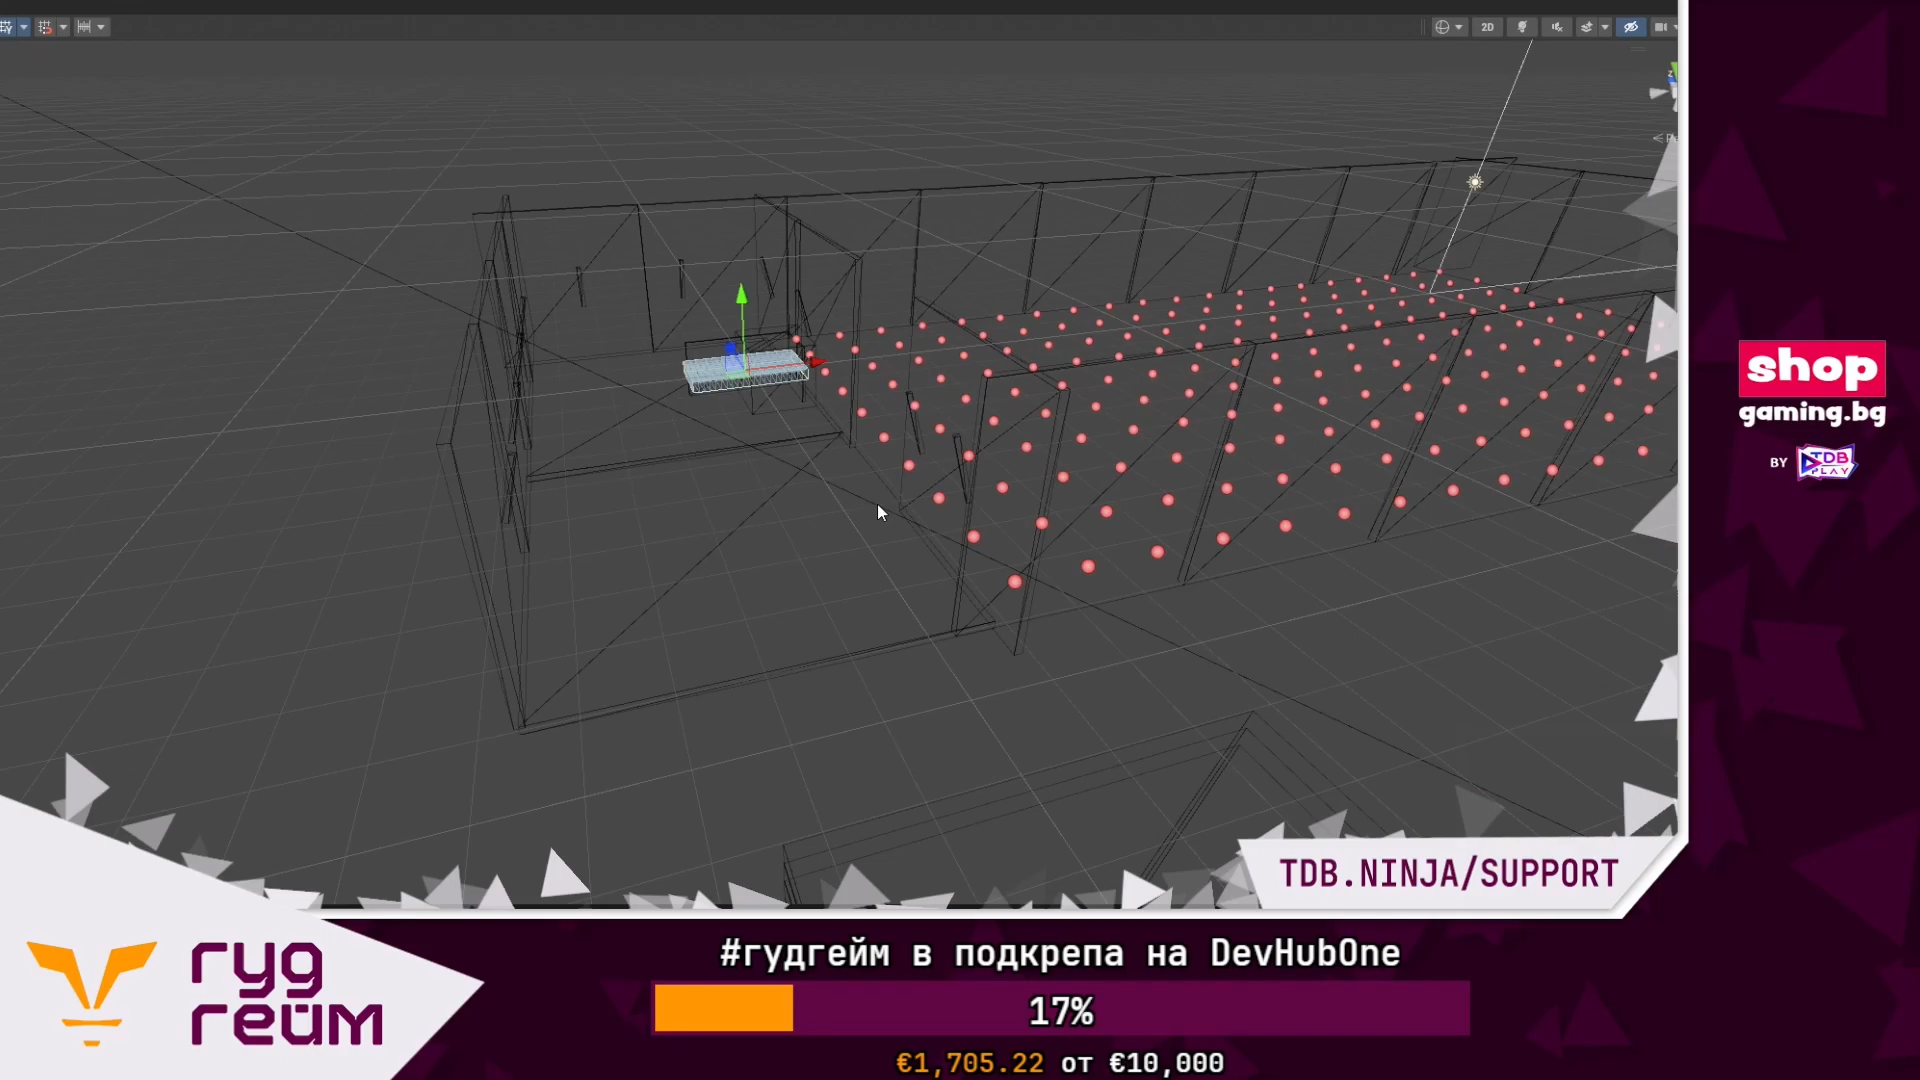 2D
shop
gaming.bg
BY TDB
PLAY
TDB.NINJA/SUPPORT
гуд
гейм
#гудгейм в подкрепа на DevHubOne
17%
€1,705.22 от €10,000